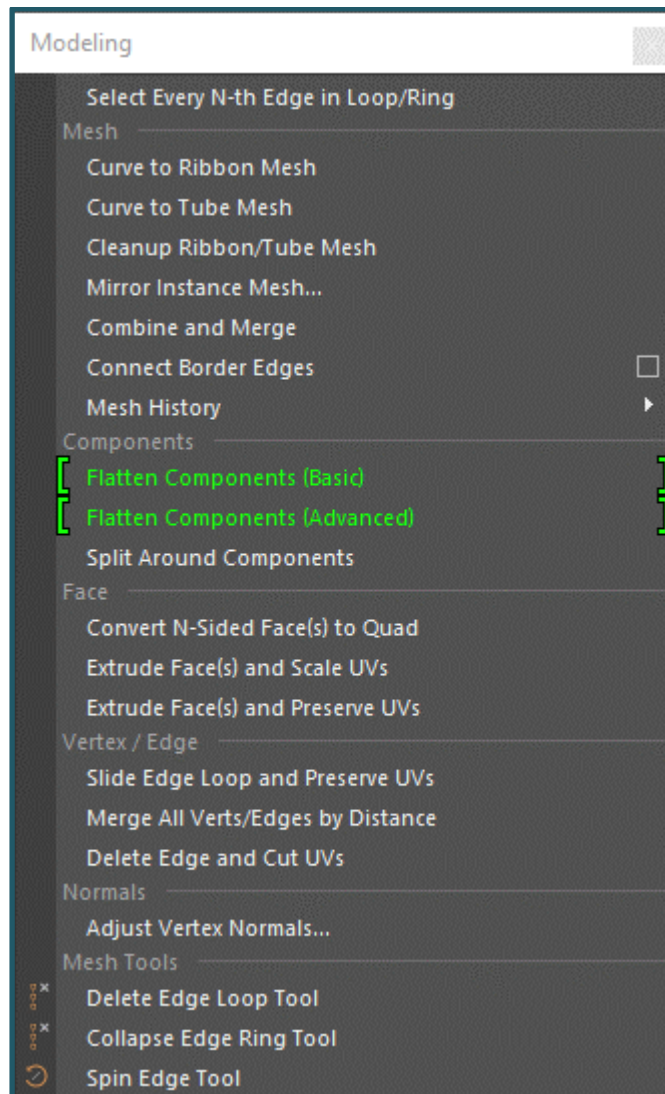 Modeling
Select Every N-th Edge in Loop/Ring
Mesh
Curve to Ribbon Mesh
Curve to Tube Mesh
Cleanup Ribbon/Tube Mesh
Mirror Instance Mesh...
Combine and Merge
Connect Border Edges
Mesh History
Components
Flatten Components (Basic)
Flatten Components (Advanced)
Split Around Components
Face
Convert N-Sided Face(s) to Quad
Extrude Face(s) and Scale UVs
Extrude Face(s) and Preserve UVs
Vertex / Edge
Slide Edge Loop and Preserve UVs
Merge All Verts/Edges by Distance
Delete Edge and Cut UVs
Normals
Adjust Vertex Normals...
Mesh Tools
Delete Edge Loop Tool
Collapse Edge Ring Tool
Spin Edge Tool